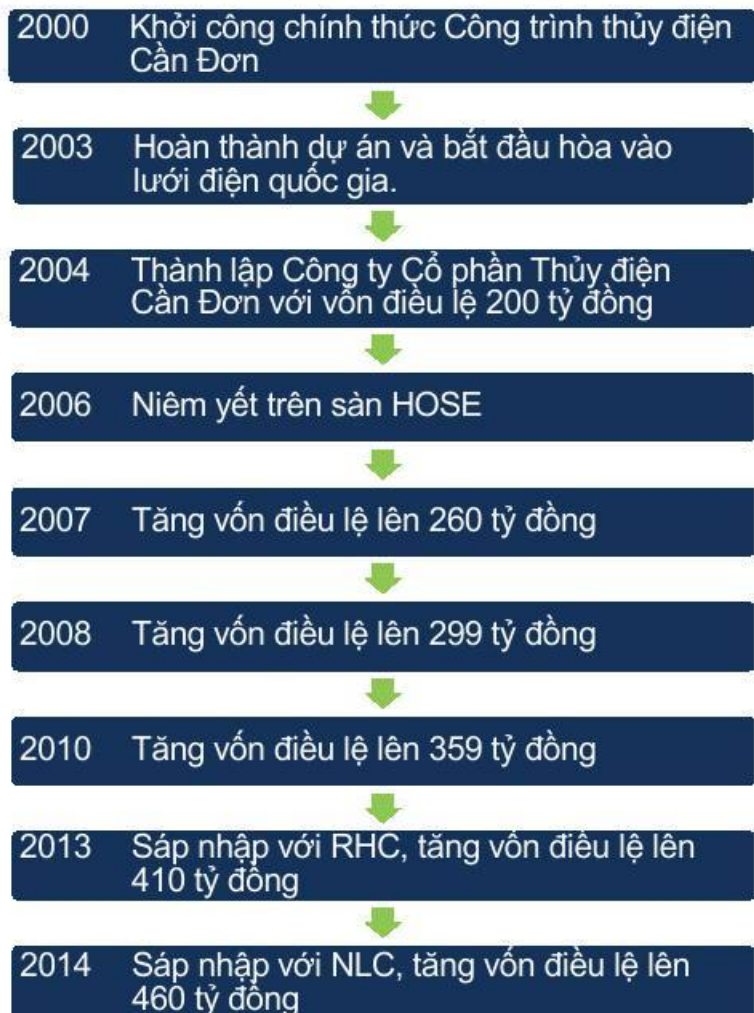 2000 Khởi công chính thức Công trình thủy điện
Cần Đơn
2003 Hoàn thành dự án và bắt đầu hòa vào
lưới điện quốc gia.
2004 Thành lập Công ty Cổ phần Thủy điện
Cần Đơn với vốn điều lệ 200 tỷ đồng
2006 Niêm yết trên sàn HOSE
2007 Tăng vốn điều lệ lên 260 tỷ đồng
2008 Tăng vốn điều lệ lên 299 tỷ đồng
2010 Tăng vốn điều lệ lên 359 tỷ đồng
2013 Sáp nhập với RHC, tăng vốn điều lệ lên
410 tỷ đồng
2014 Sáp nhập với NLC, tăng vốn điều lệ lên
460 tỷ đồng